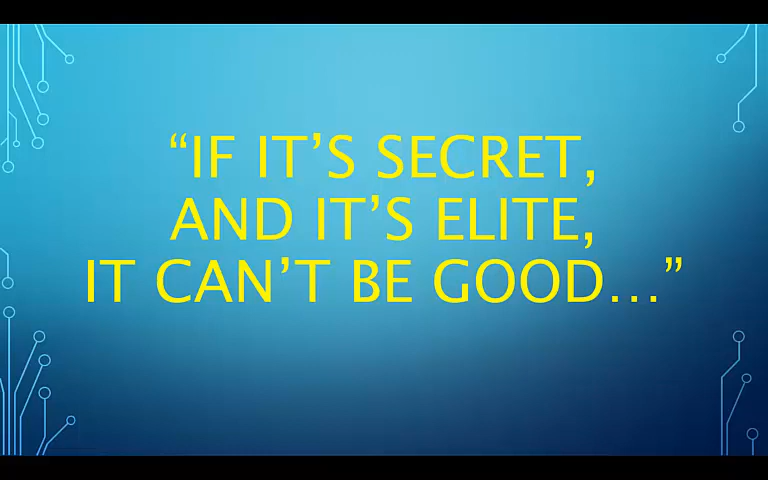 “IF IT’S SECRET,
AND IT’S ELITE,
IT CAN’T BE GOOD…”